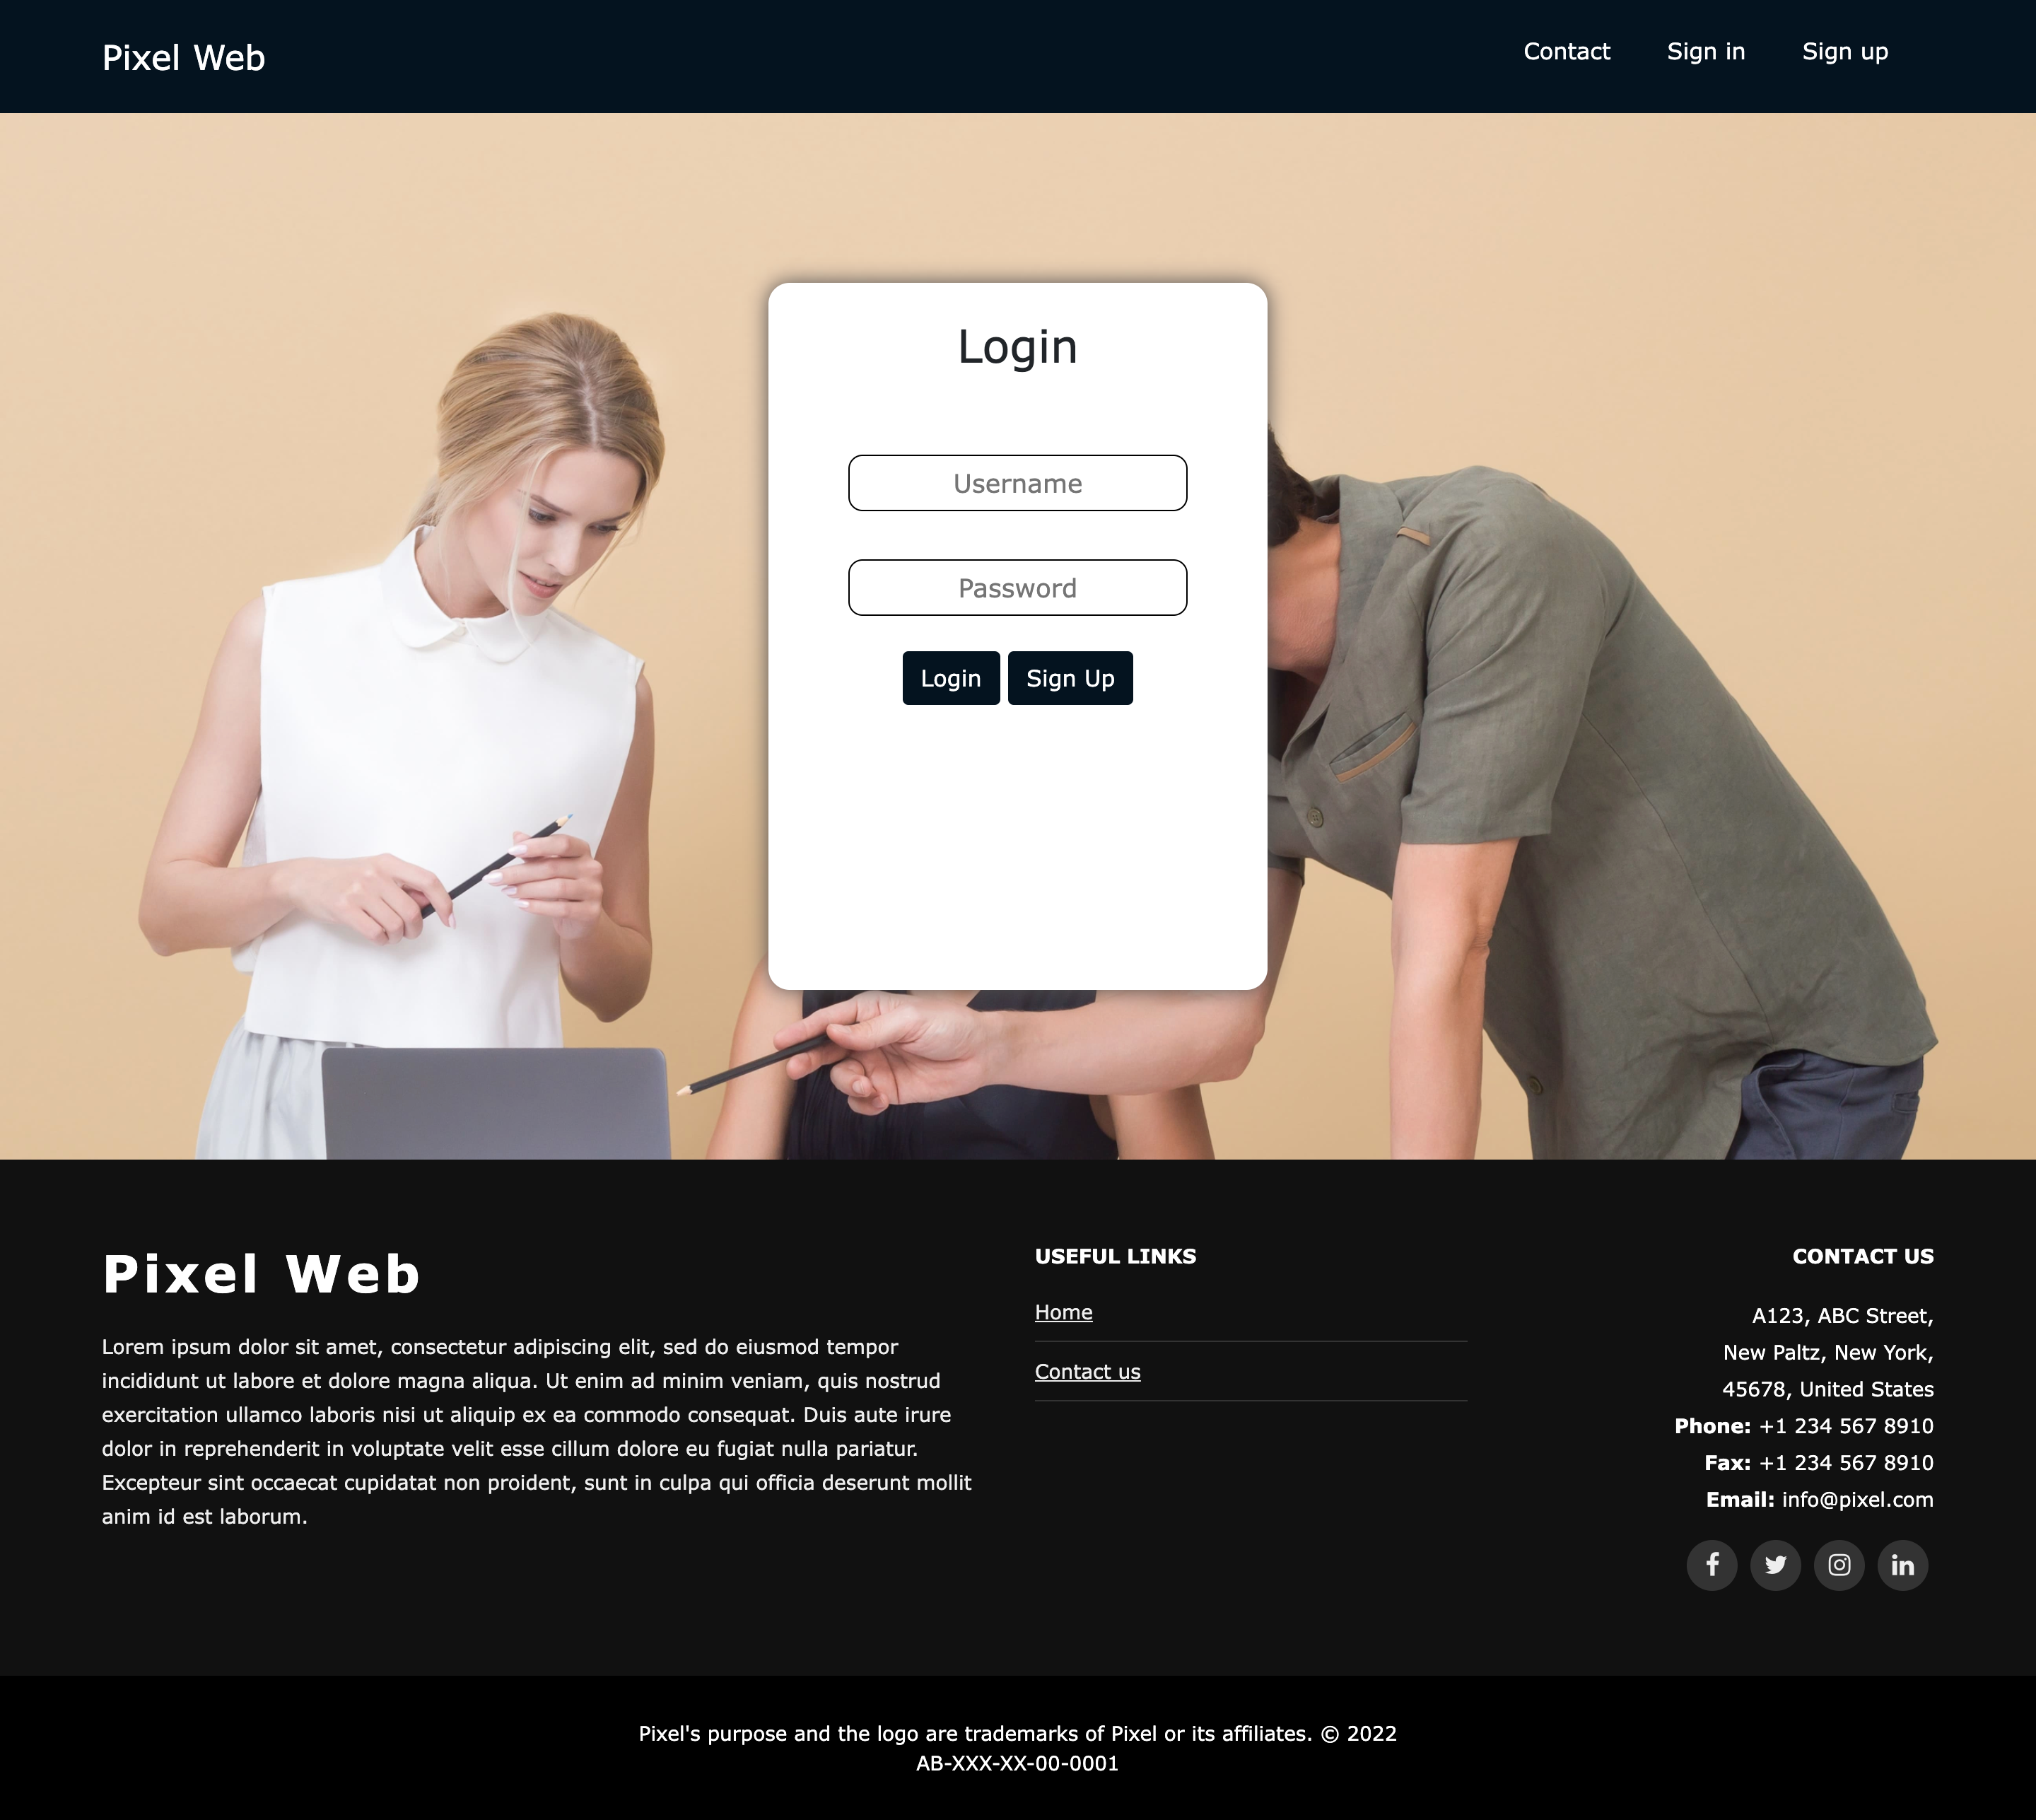 Pixel Web
Contact
Sign in
Sign up
Login
Username
Password
Login
Sign Up
Pixel Web
Lorem ipsum dolor sit amet, consectetur adipiscing elit, sed do eiusmod tempor
incididunt ut labore et dolore magna aliqua. Ut enim ad minim veniam, quis nostrud
exercitation ullamco laboris nisi ut aliquip ex ea commodo consequat. Duis aute irure
dolor in reprehenderit in voluptate velit esse cillum dolore eu fugiat nulla pariatur.
Excepteur sint occaecat cupidatat non proident, sunt in culpa qui officia deserunt mollit
anim id est laborum.
USEFUL LINKS
Home
Contact us
CONTACT US
A123, ABC Street,
New Paltz, New York,
45678, United States
Phone: +1 234 567 8910
Fax: +1 234 567 8910
Email: info@pixel.com
Pixel's purpose and the logo are trademarks of Pixel or its affiliates. © 2022
AB-XXX-XX-00-0001